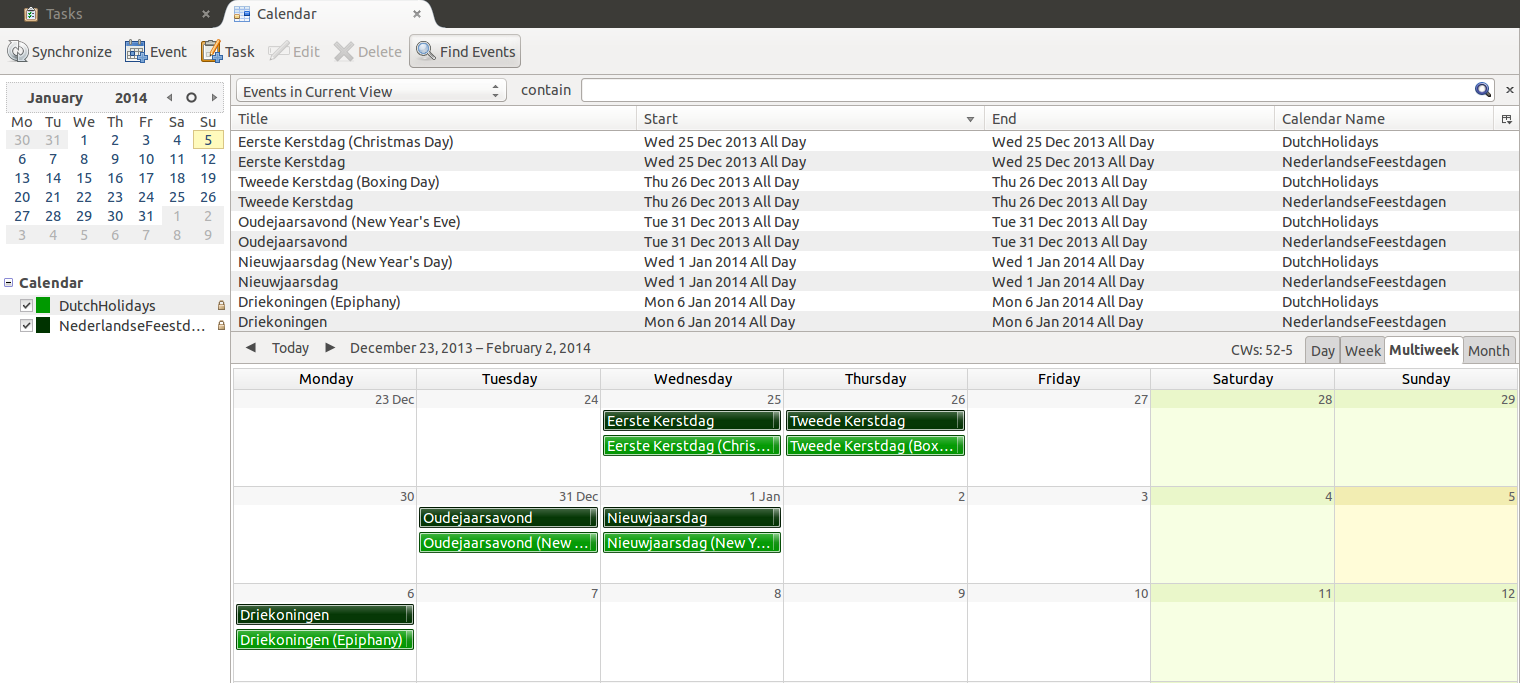 Tasks
Calendar
Synchronize Event Task Edit Delete Find Events
January 2014
Mo Tu We Th Fr Sa Su
30 31 1 2 3 4 5
6 7 8 9 10 11 12
13 14 15 16 17 18 19
20 21 22 23 24 25 26
27 28 29 30 31 1 2
3 4 5 6 7 8 9
Calendar
DutchHolidays
NederlandseFeestd...
Events in Current View contain
Title Start End Calendar Name
Eerste Kerstdag (Christmas Day) Wed 25 Dec 2013 All Day Wed 25 Dec 2013 All Day DutchHolidays
Eerste Kerstdag Wed 25 Dec 2013 All Day Wed 25 Dec 2013 All Day NederlandseFeestdagen
Tweede Kerstdag (Boxing Day) Thu 26 Dec 2013 All Day Thu 26 Dec 2013 All Day DutchHolidays
Tweede Kerstdag Thu 26 Dec 2013 All Day Thu 26 Dec 2013 All Day NederlandseFeestdagen
Oudejaarsavond (New Year's Eve) Tue 31 Dec 2013 All Day Tue 31 Dec 2013 All Day DutchHolidays
Oudejaarsavond Tue 31 Dec 2013 All Day Tue 31 Dec 2013 All Day NederlandseFeestdagen
Nieuwjaarsdag (New Year's Day) Wed 1 Jan 2014 All Day Wed 1 Jan 2014 All Day DutchHolidays
Nieuwjaarsdag Wed 1 Jan 2014 All Day Wed 1 Jan 2014 All Day NederlandseFeestdagen
Driekoningen (Epiphany) Mon 6 Jan 2014 All Day Mon 6 Jan 2014 All Day DutchHolidays
Driekoningen Mon 6 Jan 2014 All Day Mon 6 Jan 2014 All Day NederlandseFeestdagen
Today December 23, 2013 – February 2, 2014 CWs: 52-5 Day Week Multiweek Month
Monday Tuesday Wednesday Thursday Friday Saturday Sunday
23 Dec 24 25 26 27 28 29
Eerste Kerstdag Tweede Kerstdag
Eerste Kerstdag (Chris... Tweede Kerstdag (Box...
30 31 Dec 1 Jan 2 3 4 5
Oudejaarsavond Nieuwjaarsdag
Oudejaarsavond (New ... Nieuwjaarsdag (New Y...
6 7 8 9 10 11 12
Driekoningen
Driekoningen (Epiphany)